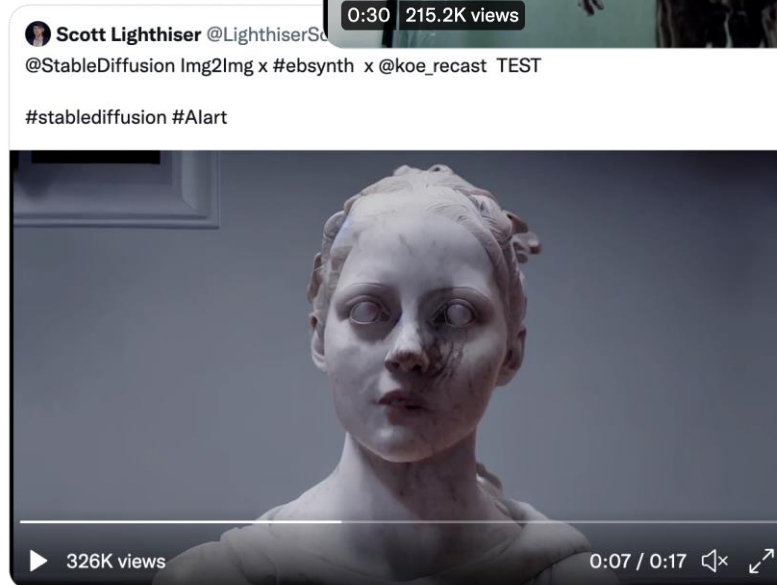 0:30 215.2K views
Scott Lighthiser @LighthiserSc
@StableDiffusion Img2Img x #ebsynth x @koe_recast TEST
#stablediffusion #AIart
326K views
0:07 / 0:17